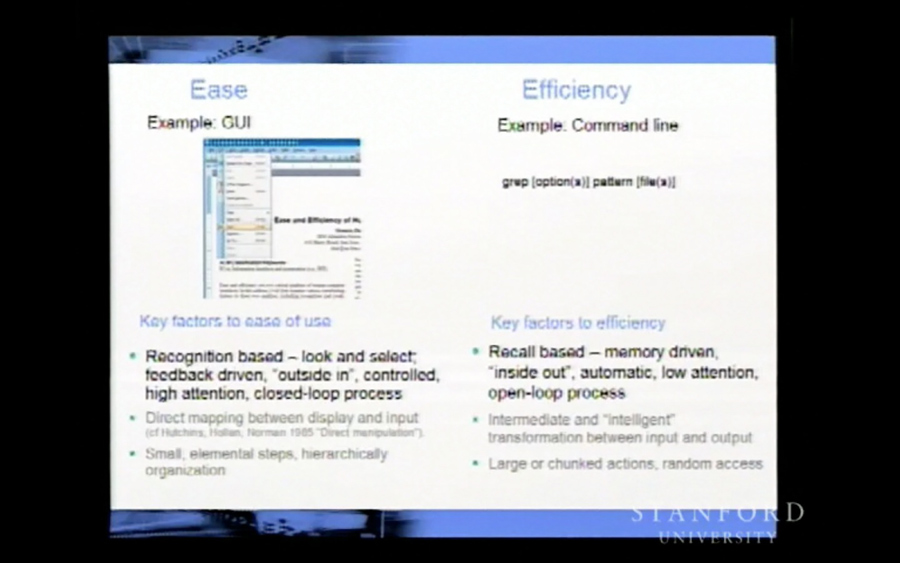 Ease
Example: GUI
Ease and Efficiency of Hu
Key factors to ease of use
Recognition based – look and select;
feedback driven, "outside in", controlled,
high attention, closed-loop process
Direct mapping between display and input
(cf Hutchins, Hollan, Norman 1985 "Direct manipulation").
Small, elemental steps, hierarchically
organization
Efficiency
Example: Command line
grep [option(s)] pattern [file(s)]
Key factors to efficiency
Recall based – memory driven,
"inside out", automatic, low attention,
open-loop process
Intermediate and "intelligent"
transformation between input and output
Large or chunked actions, random access
STANFORD
UNIVERSITY